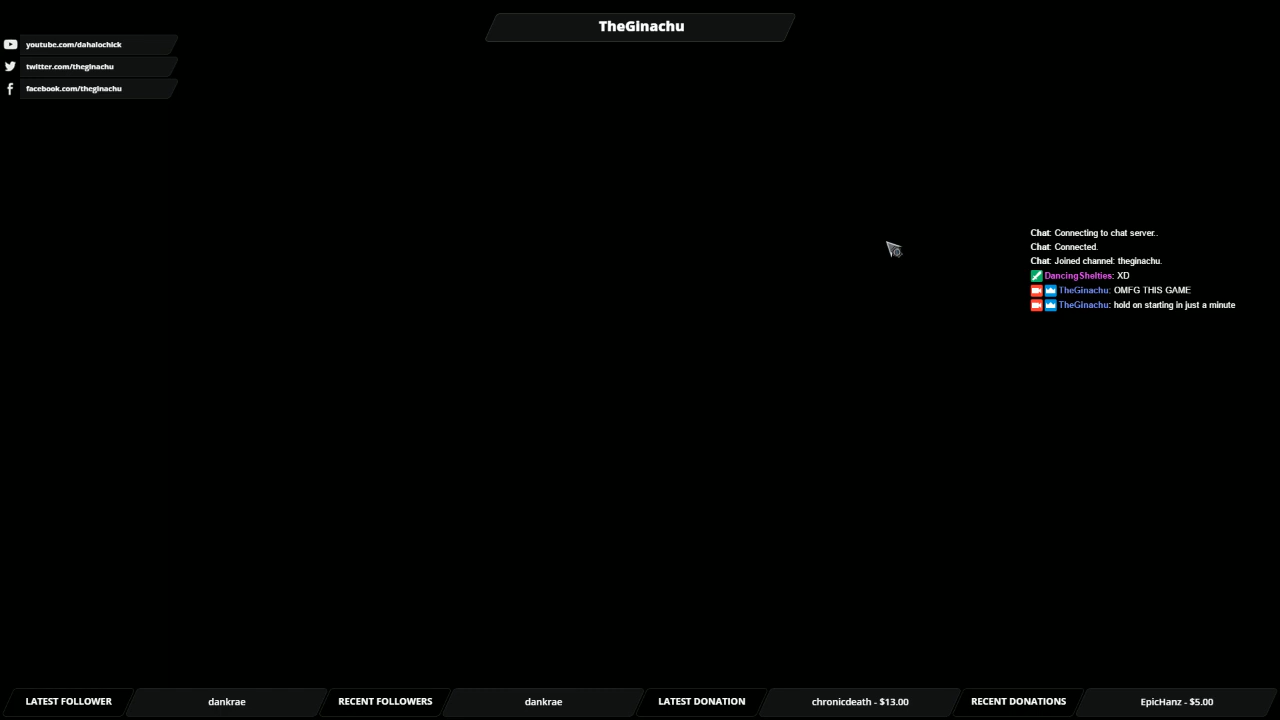 TheGinachu
youtube.com/dahalochick
twitter.com/theginachu
facebook.com/theginachu
Chat: Connecting to chat server..
Chat: Connected.
Chat: Joined channel: theginachu.
DancingShelties: XD
TheGinachu: OMFG THIS GAME
TheGinachu: hold on starting in just a minute
LATEST FOLLOWER dankrae RECENT FOLLOWERS dankrae LATEST DONATION chronicdeath - $13.00 RECENT DONATIONS EpicHanz - $5.00